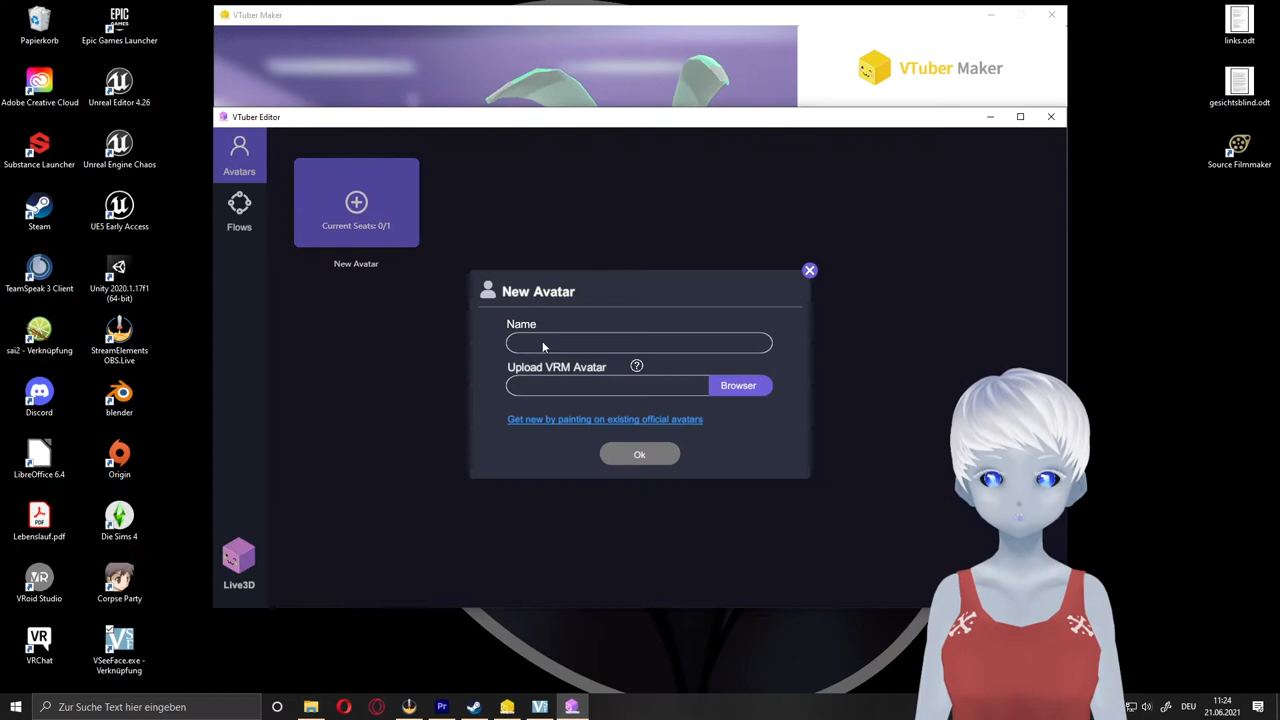 Papierkorb
Epic Games Launcher
Adobe Creative Cloud
Unreal Editor 4.26
Substance Launcher
Unreal Engine Chaos
Steam
UE5 Early Access
TeamSpeak 3 Client
Unity 2020.1.17f1
(64-bit)
sai2 - Verknüpfung
StreamElements
OBS.Live
Discord
blender
LibreOffice 6.4
Origin
Lebenslauf.pdf
Die Sims 4
VRoid Studio
Corpse Party
VRChat
VSeeFace.exe -
Verknüpfung
VTuber Maker
VTuber Maker
VTuber Editor
Avatars
Flows
Live3D
Current Seats: 0/1
New Avatar
New Avatar
Name
Upload VRM Avatar
?
Browser
Get new by painting on existing official avatars
Ok
links.odt
gesichtsblind.odt
Source Filmmaker
Zur Suche Text hier eingeben
DEU
11:24
21.06.2021